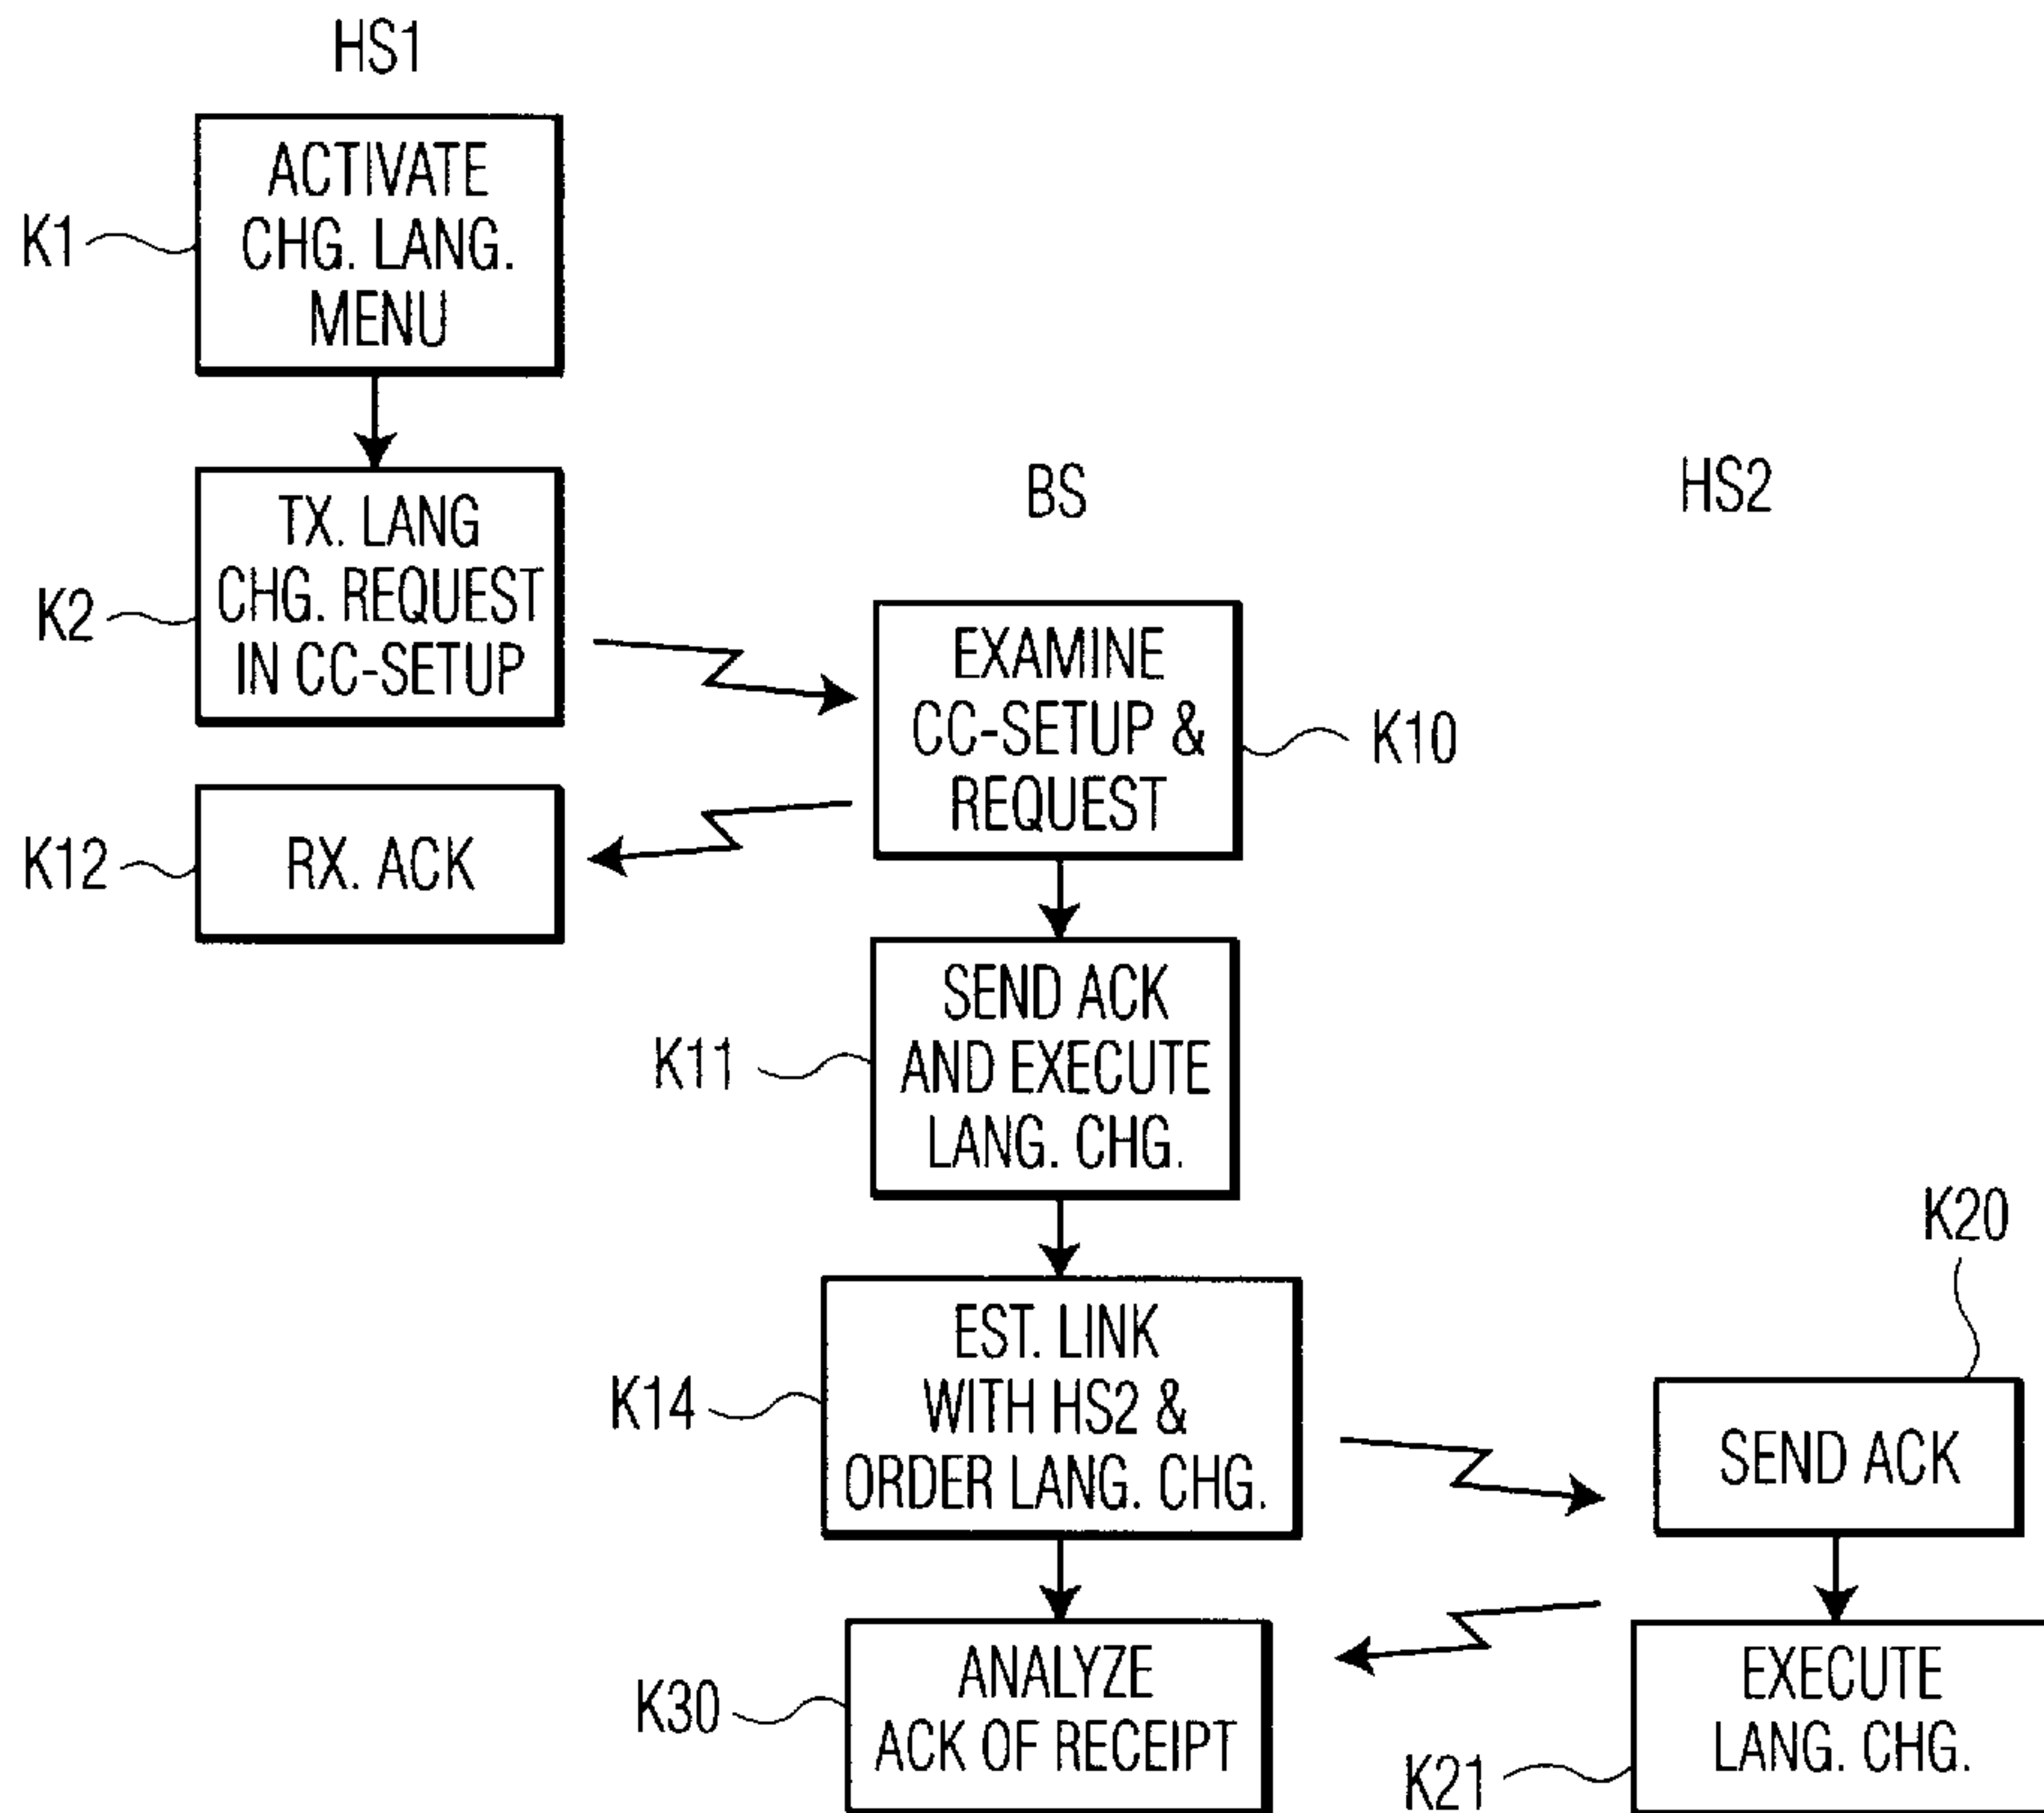 HS1
ACTIVATE
CHG. LANG.
MENU
K1
TX. LANG
CHG. REQUEST
IN CC-SETUP
K2
BS
HS2
EXAMINE
CC-SETUP &
REQUEST
K10
RX. ACK
K12
SEND ACK
AND EXECUTE
LANG. CHG.
K11
K20
EST. LINK
WITH HS2 &
ORDER LANG. CHG.
K14
SEND ACK
ANALYZE
ACK OF RECEIPT
K30
EXECUTE
LANG. CHG.
K21